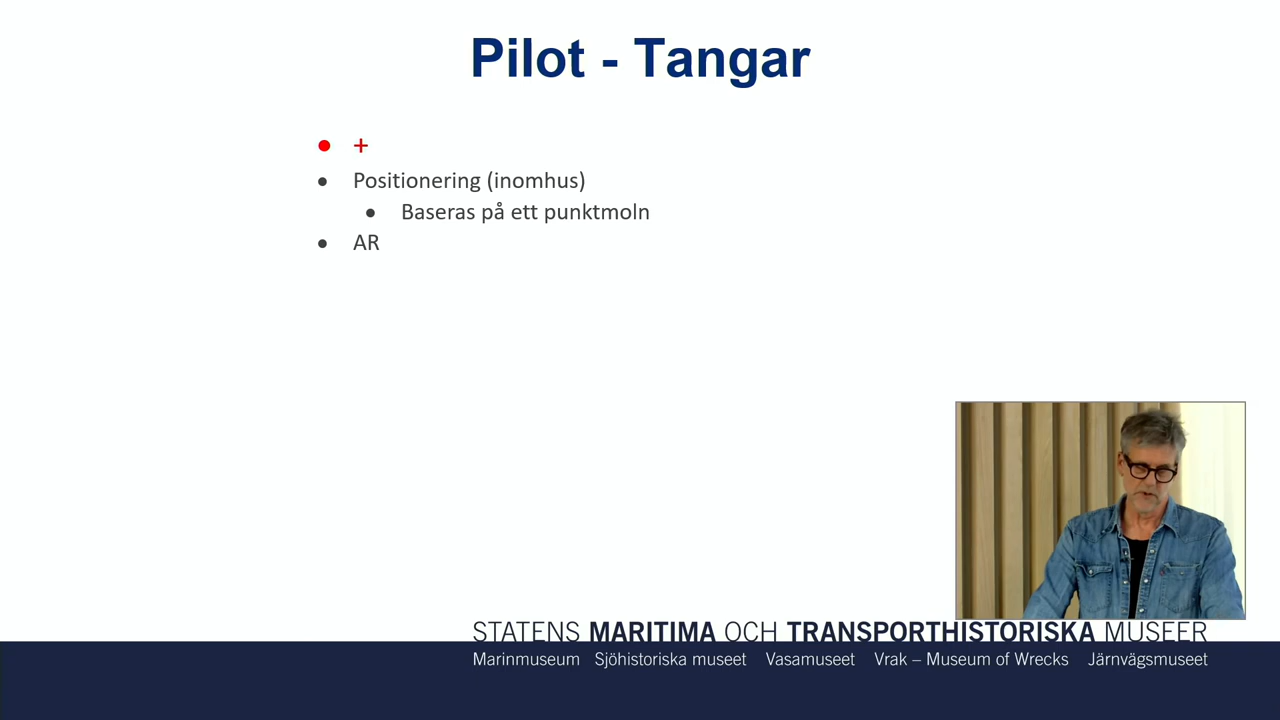 Pilot - Tangar
+
Positionering (inomhus)
Baseras på ett punktmoln
AR
STATENS MARITIMA OCH TRANSPORTHISTORISKA MUSEER
Marinmuseum Sjöhistoriska museet Vasamuseet Vrak – Museum of Wrecks Järnvägsmuseet